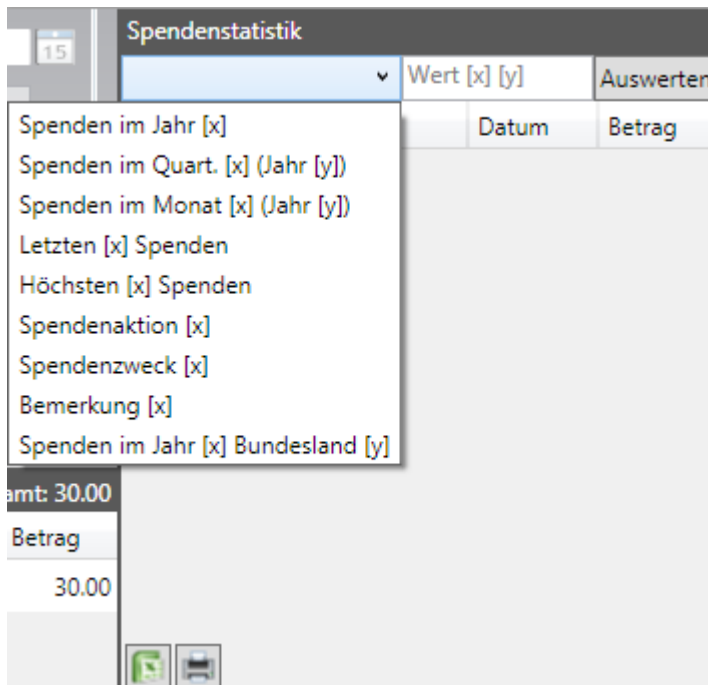 15
Spendenstatistik
Wert [x] [y]
Auswerten
Datum
Betrag
Spenden im Jahr [x]
Spenden im Quart. [x] (Jahr [y])
Spenden im Monat [x] (Jahr [y])
Letzten [x] Spenden
Höchsten [x] Spenden
Spendenaktion [x]
Spendenzweck [x]
Bemerkung [x]
Spenden im Jahr [x] Bundesland [y]
amt: 30.00
Betrag
30.00